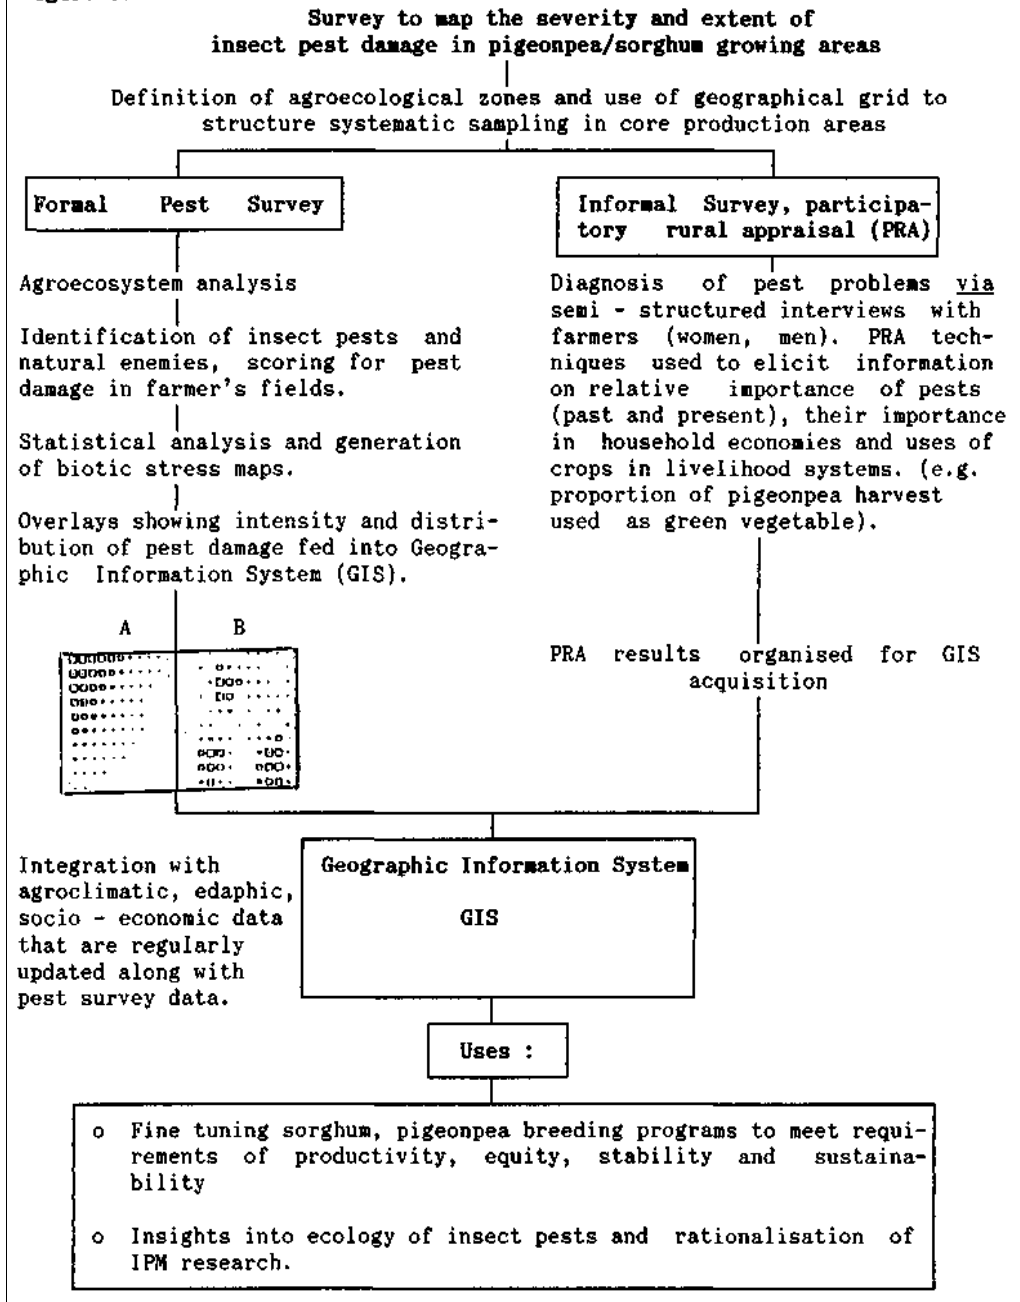 Survey to map the severity and extent of
insect pest damage in pigeonpea/sorghum growing areas
Definition of agroecological zones and use of geographical grid to
structure systematic sampling in core production areas
Formal Pest Survey
Agroecosystem analysis
Identification of insect pests and
natural enemies, scoring for pest
damage in farmer's fields.
Statistical analysis and generation
of biotic stress maps.
Overlays showing intensity and distri-
bution of pest damage fed into Geogra-
phic Information System (GIS).
A B
Informal Survey, participa-
tory rural appraisal (PRA)
Diagnosis of pest problems via
semi - structured interviews with
farmers (women, men). PRA tech-
niques used to elicit information
on relative importance of pests
(past and present), their importance
in household economies and uses of
crops in livelihood systems. (e.g.
proportion of pigeonpea harvest
used as green vegetable).
PRA results organised for GIS
acquisition
Integration with
agroclimatic, edaphic,
socio - economic data
that are regularly
updated along with
pest survey data.
Geographic Information System
GIS
Uses :
o Fine tuning sorghum, pigeonpea breeding programs to meet requi-
rements of productivity, equity, stability and sustaina-
bility
o Insights into ecology of insect pests and rationalisation of
IPM research.